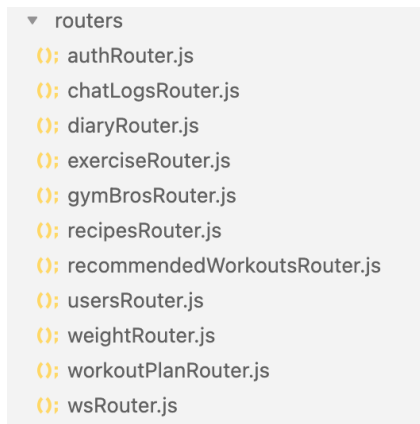 routers
authRouter.js
chatLogsRouter.js
diaryRouter.js
exerciseRouter.js
gymBrosRouter.js
recipesRouter.js
recommendedWorkoutsRouter.js
usersRouter.js
weightRouter.js
workoutPlanRouter.js
wsRouter.js